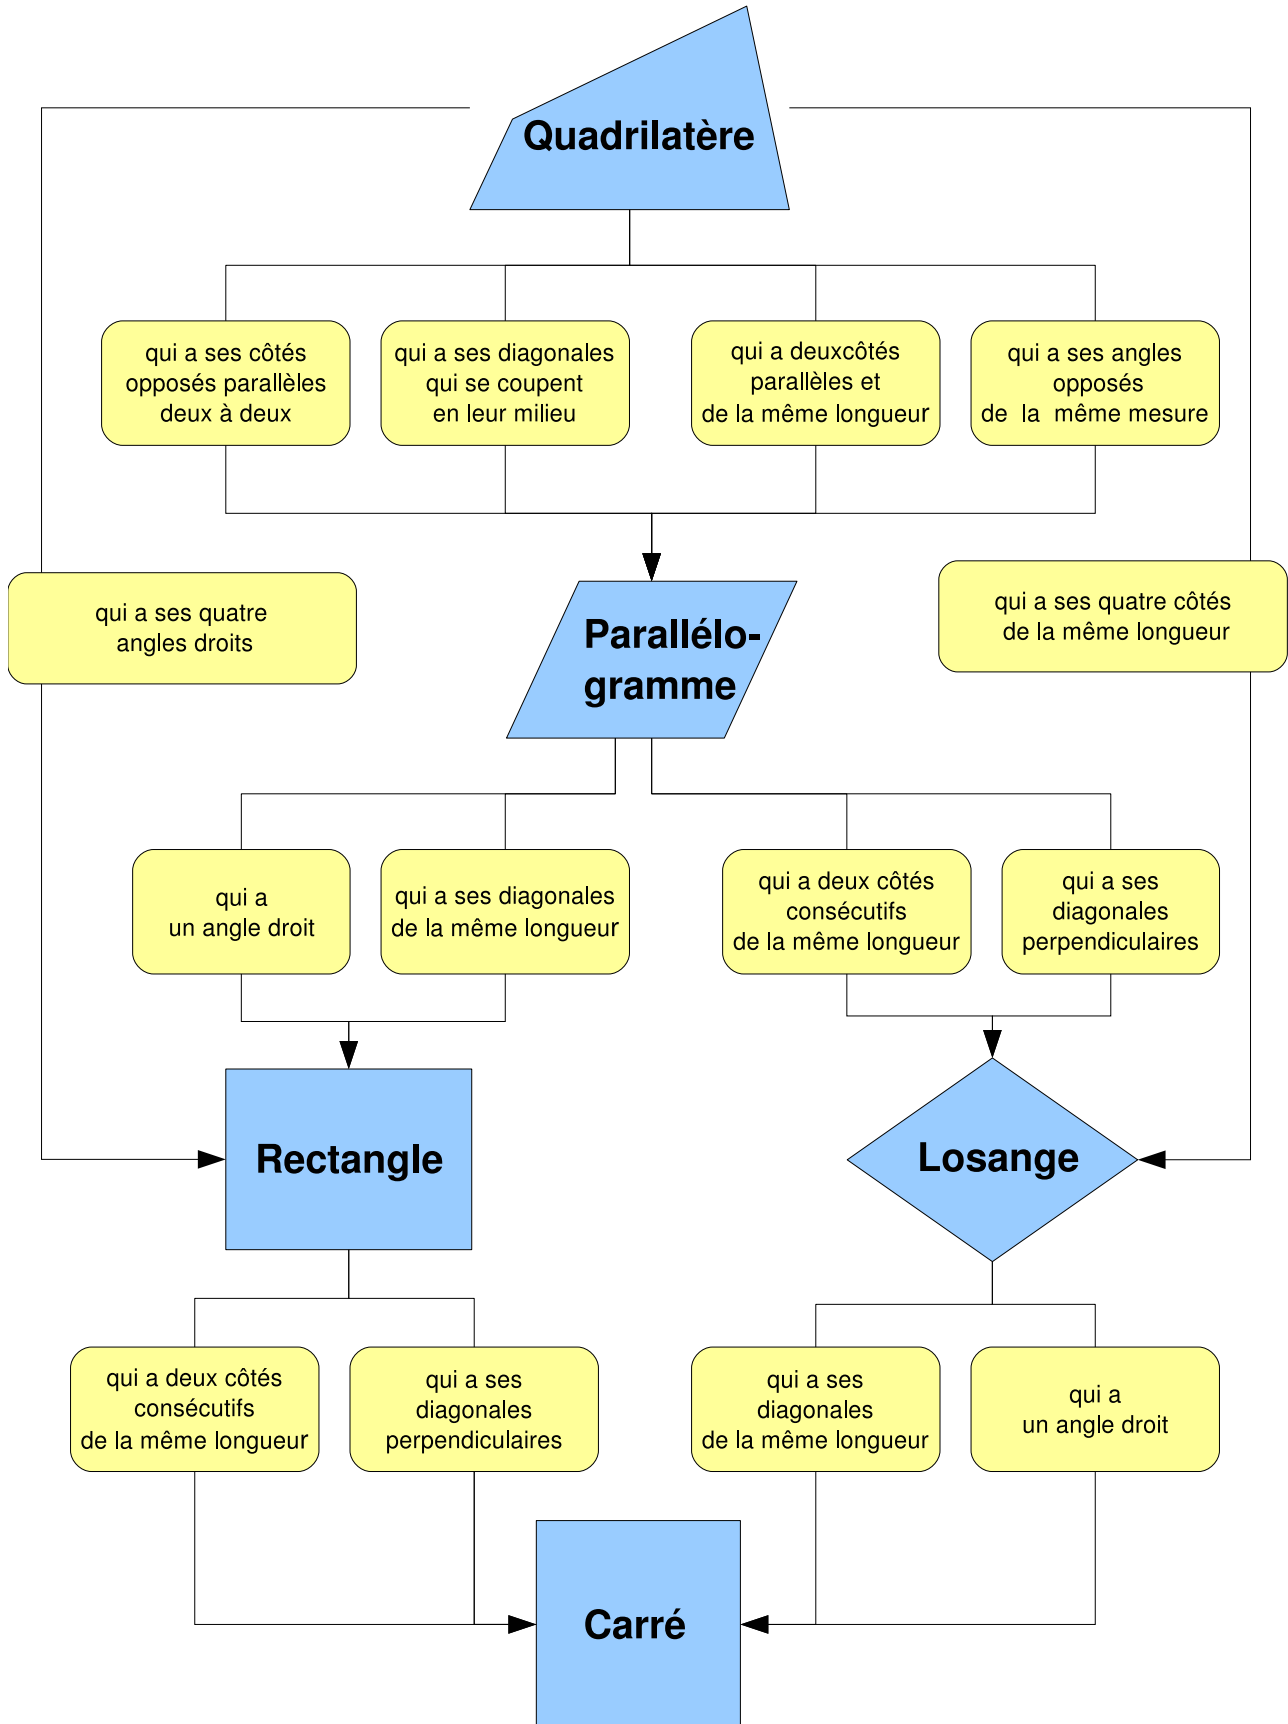 Quadrilatère
qui a ses côtés
opposés parallèles
deux à deux
qui a ses diagonales
qui se coupent
en leur milieu
qui a deuxcôtés
parallèles et
de la même longueur
qui a ses angles
opposés
de la même mesure
qui a ses quatre
angles droits
Parallélo-
gramme
qui a ses quatre côtés
de la même longueur
qui a
un angle droit
qui a ses diagonales
de la même longueur
qui a deux côtés
consécutifs
de la même longueur
qui a ses
diagonales
perpendiculaires
Rectangle
Losange
qui a deux côtés
consécutifs
de la même longueur
qui a ses
diagonales
perpendiculaires
qui a ses
diagonales
de la même longueur
qui a
un angle droit
Carré